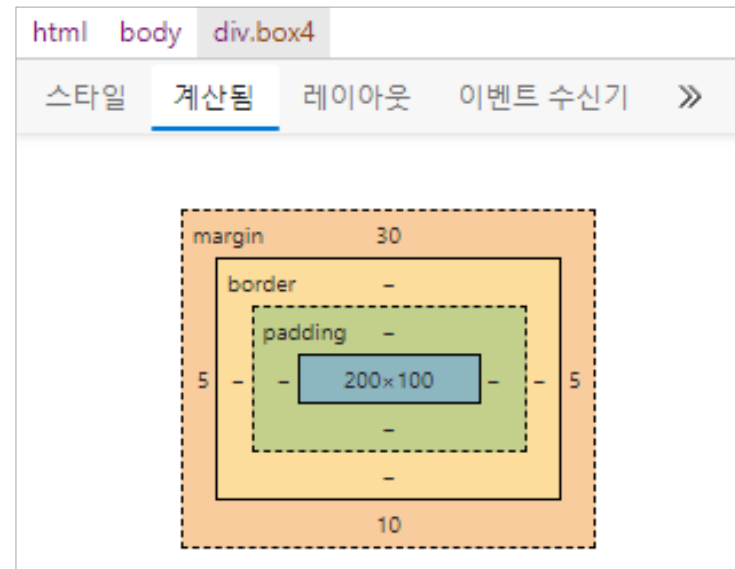 html body div.box4
스타일 계산됨 레이아웃 이벤트 수신기 »
margin 30
border –
padding –
5 – – 200×100 – – 5
–
–
10